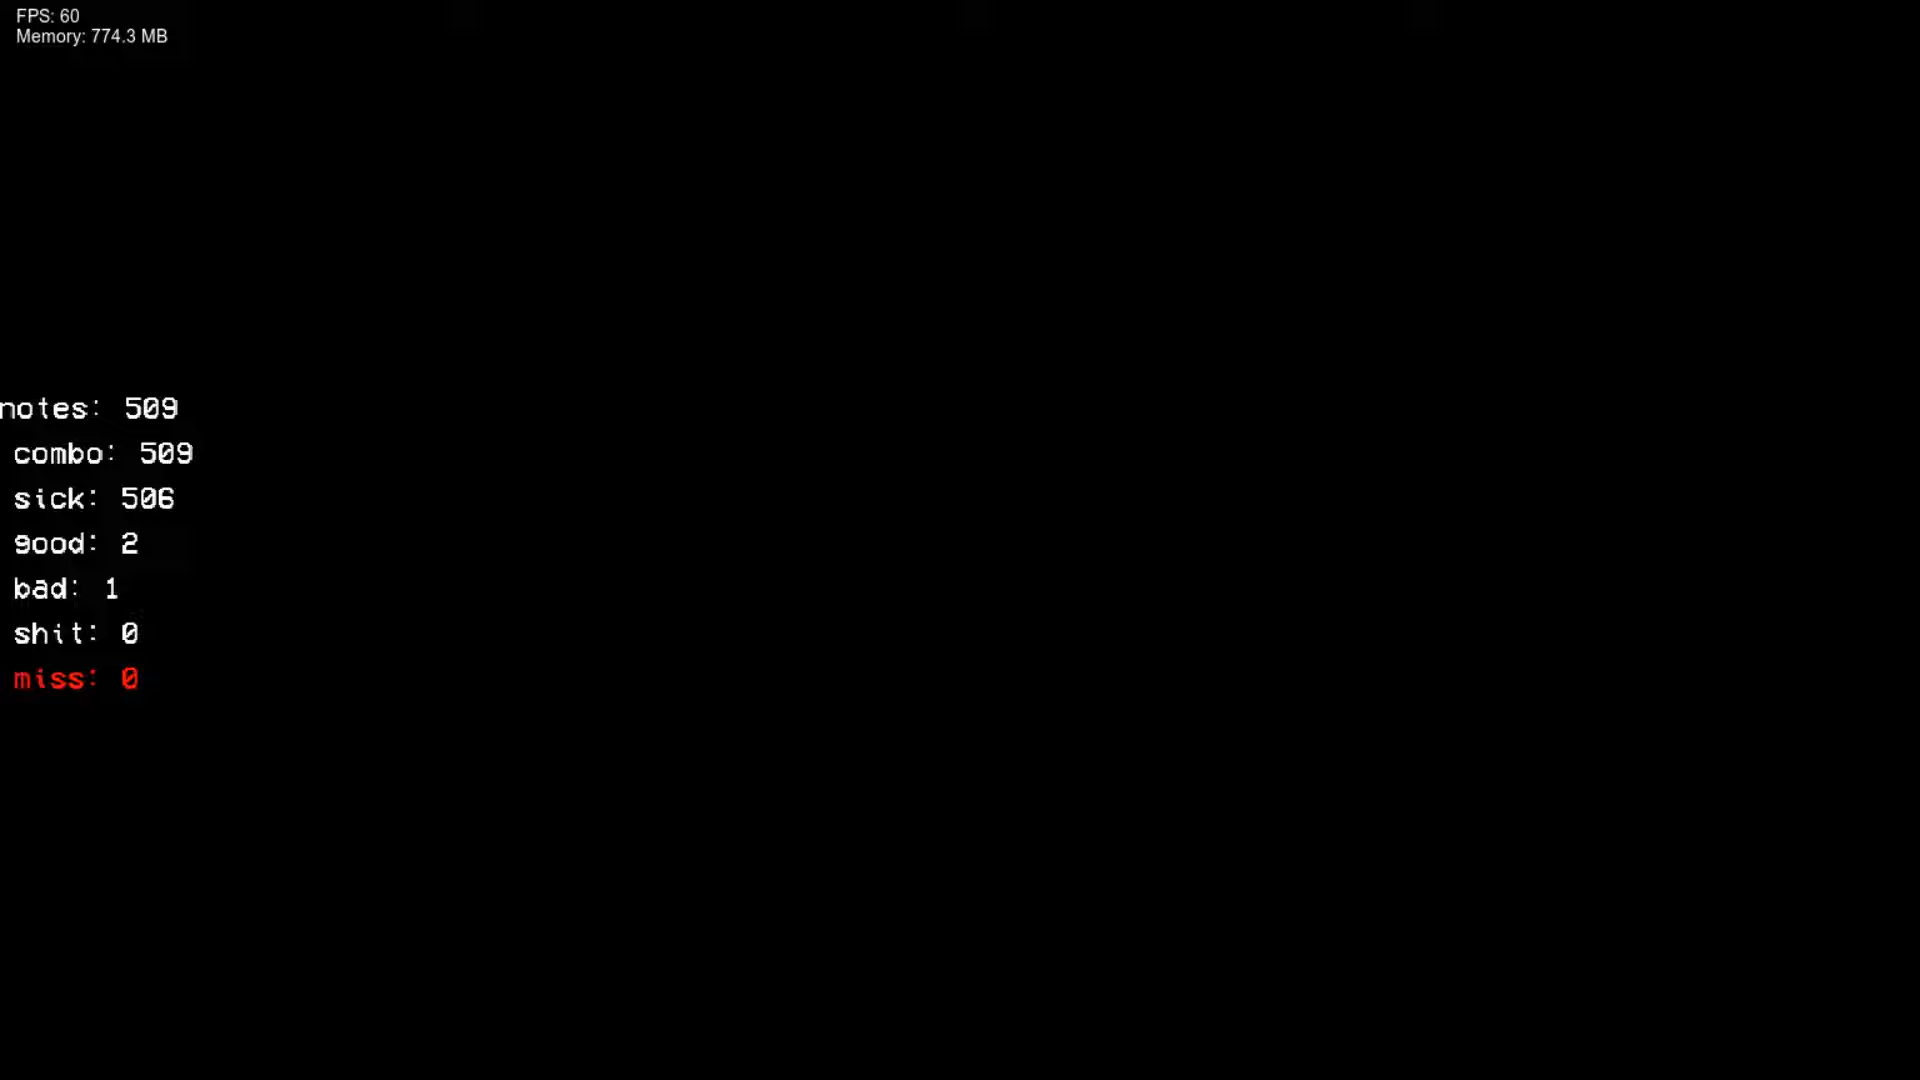 FPS: 60
Memory: 774.3 MB
notes: 509
combo: 509
sick: 506
good: 2
bad: 1
shit: 0
miss: 0